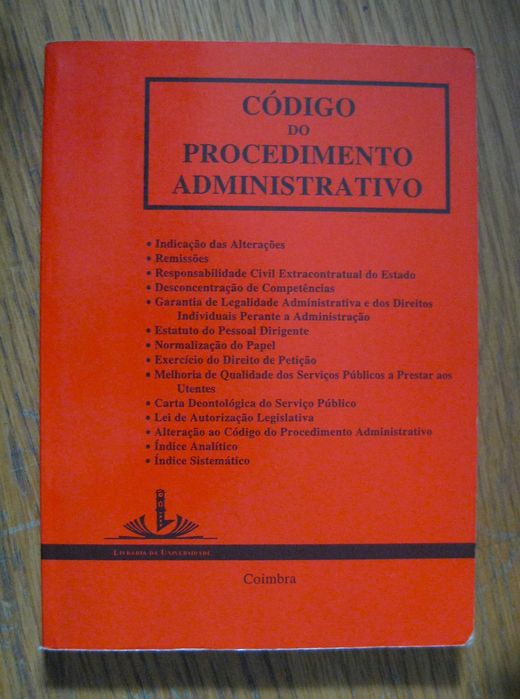 CÓDIGO
DO
PROCEDIMENTO
ADMINISTRATIVO
• Indicação das Alterações
• Remissões
• Responsabilidade Civil Extracontratual do Estado
• Desconcentração de Competências
• Garantia de Legalidade Administrativa e dos Direitos
Individuais Perante a Administração
• Estatuto do Pessoal Dirigente
• Normalização do Papel
• Exercício do Direito de Petição
• Melhoria de Qualidade dos Serviços Públicos a Prestar aos
Utentes
• Carta Deontológica do Serviço Público
• Lei de Autorização Legislativa
• Alteração ao Código do Procedimento Administrativo
• Índice Analítico
• Índice Sistemático
LIVRARIA DA UNIVERSIDADE
Coimbra